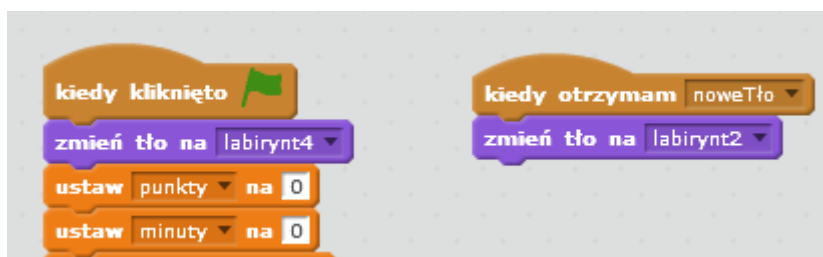 kiedy kliknięto
zmień tło na labirynt4
ustaw punkty na 0
ustaw minuty na 0
kiedy otrzymam noweTło
zmień tło na labirynt2